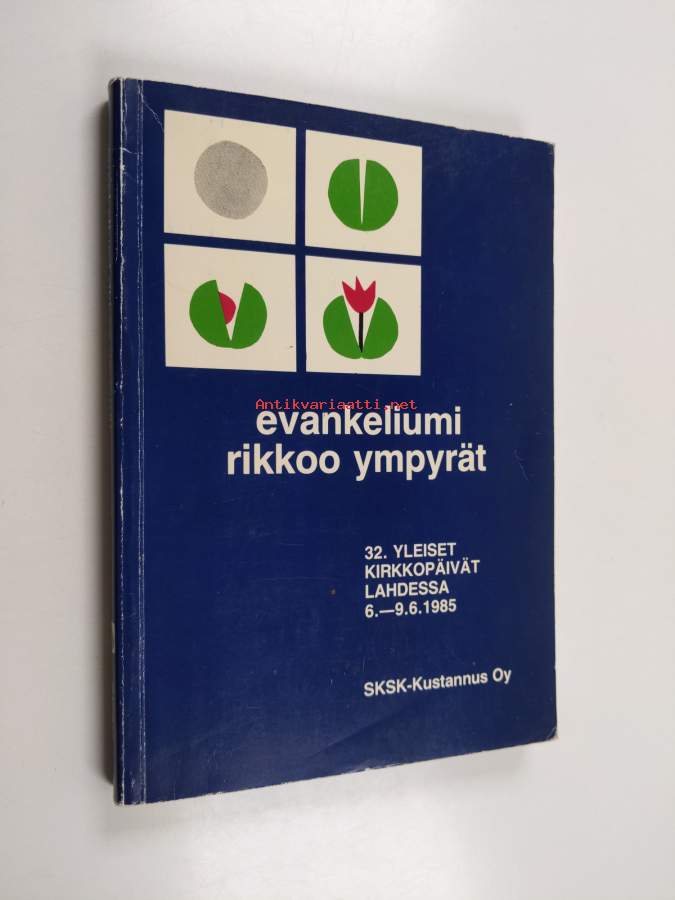 Antikvariaatti.net
evankeliumi
rikkoo ympyrät
32. YLEISET
KIRKKOPÄIVÄT
LAHDESSA
6.—9.6.1985
SKSK-Kustannus Oy